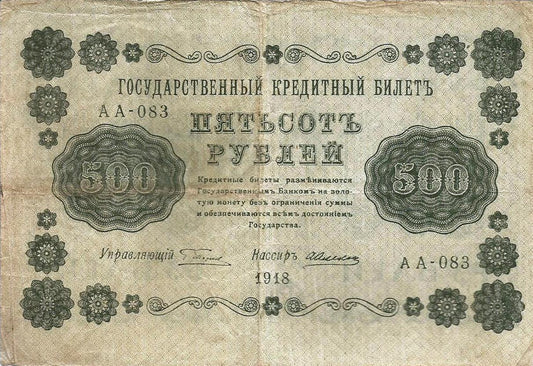 ГОСУДАРСТВЕННЫЙ КРЕДИТНЫЙ БИЛЕТЪ
АА-083
ПЯТЬСОТЪ
РУБЛЕЙ
500
500
Кредитные билеты размѣниваются
Государственнымъ Банкомъ на золо-
тую монету безъ ограниченія суммы
и обезпечиваются всѣмъ достояніемъ
Государства.
Управляющій
Кассиръ
1918
АА-083